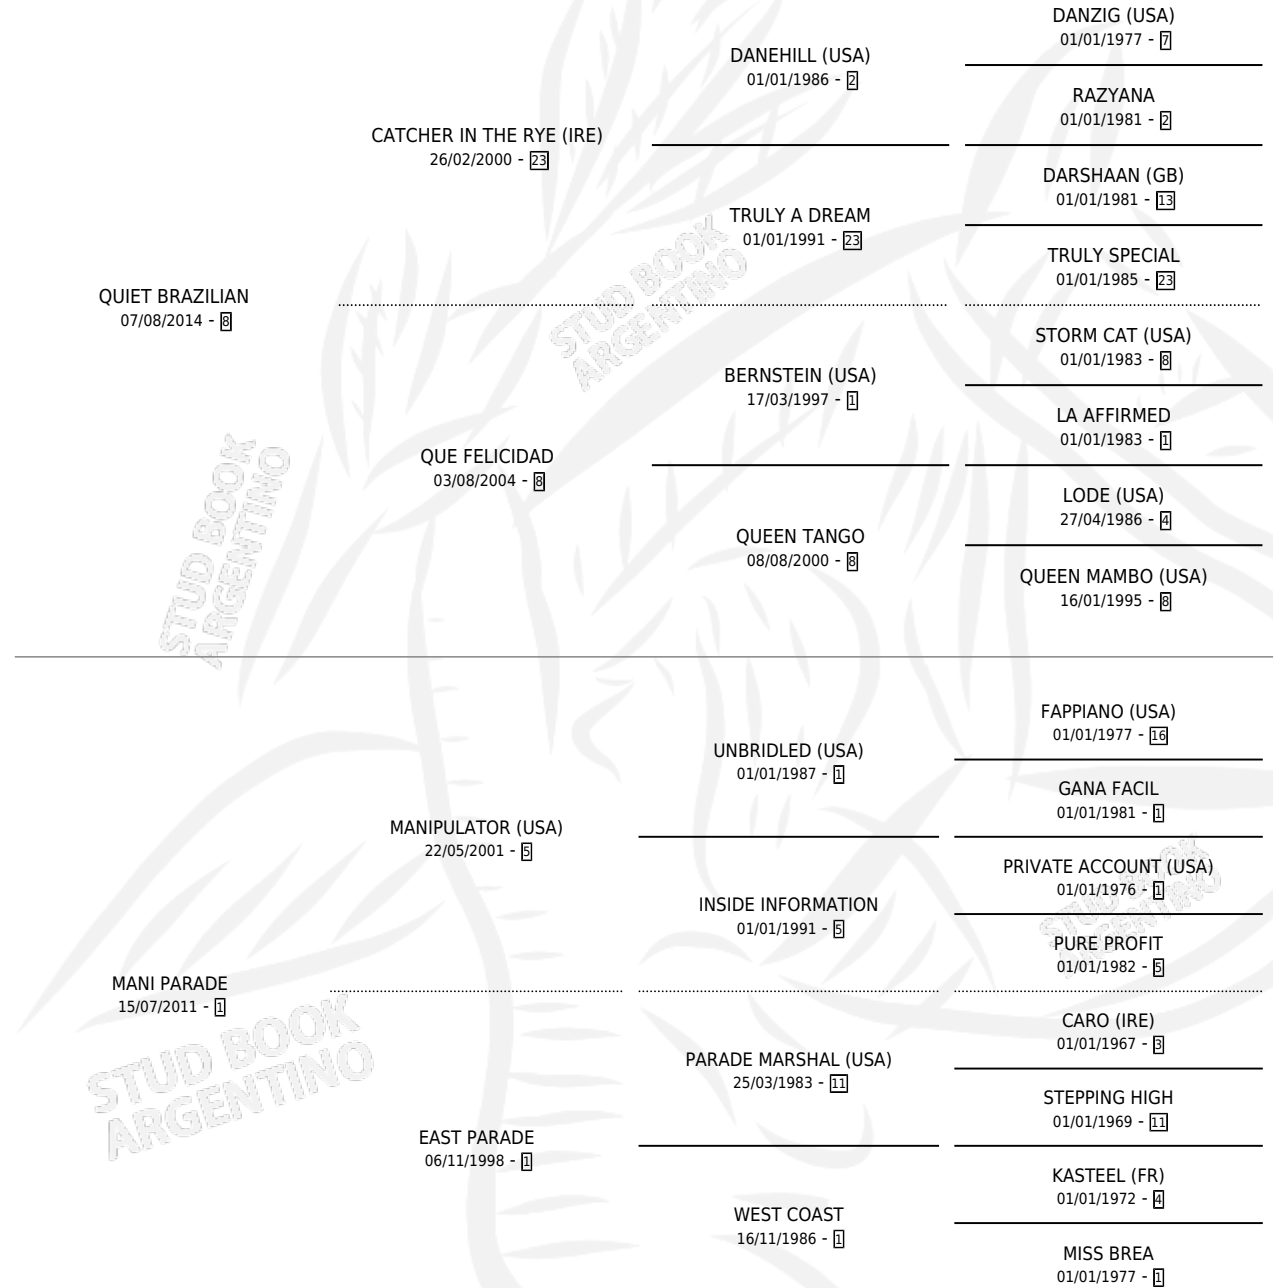 DANZIG (USA)
01/01/1977 - 7
DANEHILL (USA)
01/01/1986 - 2
RAZYANA
01/01/1981 - 2
CATCHER IN THE RYE (IRE)
26/02/2000 - 23
DARSHAAN (GB)
01/01/1981 - 13
TRULY A DREAM
01/01/1991 - 23
TRULY SPECIAL
01/01/1985 - 23
QUIET BRAZILIAN
07/08/2014 - 8
STORM CAT (USA)
01/01/1983 - 8
BERNSTEIN (USA)
17/03/1997 - 1
LA AFFIRMED
01/01/1983 - 1
QUE FELICIDAD
03/08/2004 - 8
LODE (USA)
27/04/1986 - 4
QUEEN TANGO
08/08/2000 - 8
QUEEN MAMBO (USA)
16/01/1995 - 8
FAPPIANO (USA)
01/01/1977 - 16
UNBRIDLED (USA)
01/01/1987 - 1
GANA FACIL
01/01/1981 - 1
MANIPULATOR (USA)
22/05/2001 - 5
PRIVATE ACCOUNT (USA)
01/01/1976 - 1
INSIDE INFORMATION
01/01/1991 - 5
PURE PROFIT
01/01/1982 - 5
MANI PARADE
15/07/2011 - 1
CARO (IRE)
01/01/1967 - 3
PARADE MARSHAL (USA)
25/03/1983 - 11
STEPPING HIGH
01/01/1969 - 11
EAST PARADE
06/11/1998 - 1
KASTEEL (FR)
01/01/1972 - 4
WEST COAST
16/11/1986 - 1
MISS BREA
01/01/1977 - 1
STUD BOOK
ARGENTINO
STUD BOOK
ARGENTINO
STUD BOOK
ARGENTINO
STUD BOOK
ARGENTINO